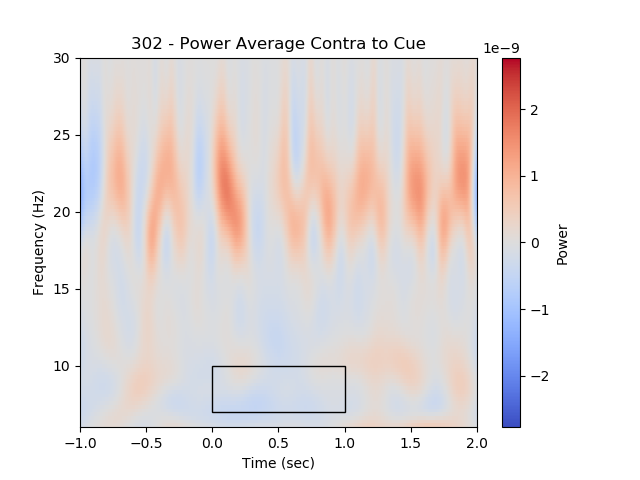 302 - Power Average Contra to Cue
1e−9
30
25
20
15
10
Frequency (Hz)
−1.0 −0.5 0.0 0.5 1.0 1.5 2.0
Time (sec)
2
1
0
−1
−2
Power